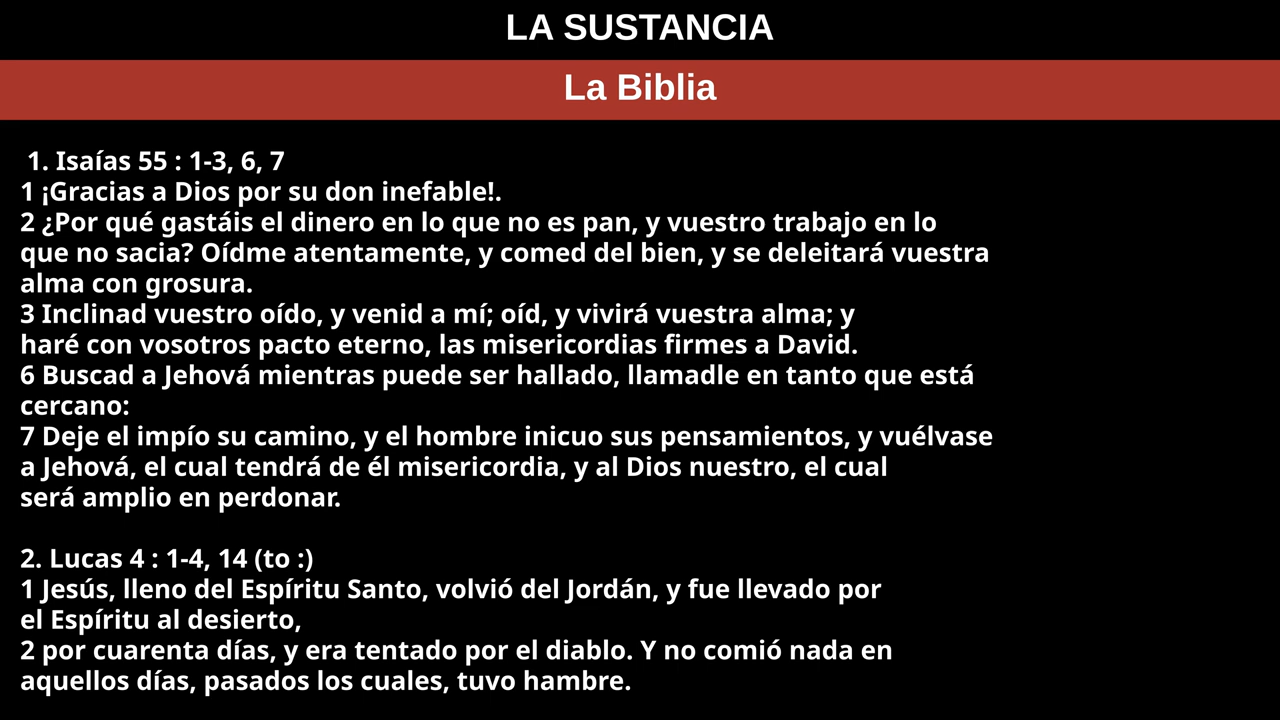 LA SUSTANCIA
La Biblia
1. Isaías 55 : 1-3, 6, 7
1 ¡Gracias a Dios por su don inefable!.
2 ¿Por qué gastáis el dinero en lo que no es pan, y vuestro trabajo en lo
que no sacia? Oídme atentamente, y comed del bien, y se deleitará vuestra
alma con grosura.
3 Inclinad vuestro oído, y venid a mí; oíd, y vivirá vuestra alma; y
haré con vosotros pacto eterno, las misericordias firmes a David.
6 Buscad a Jehová mientras puede ser hallado, llamadle en tanto que está
cercano:
7 Deje el impío su camino, y el hombre inicuo sus pensamientos, y vuélvase
a Jehová, el cual tendrá de él misericordia, y al Dios nuestro, el cual
será amplio en perdonar.
2. Lucas 4 : 1-4, 14 (to :)
1 Jesús, lleno del Espíritu Santo, volvió del Jordán, y fue llevado por
el Espíritu al desierto,
2 por cuarenta días, y era tentado por el diablo. Y no comió nada en
aquellos días, pasados los cuales, tuvo hambre.